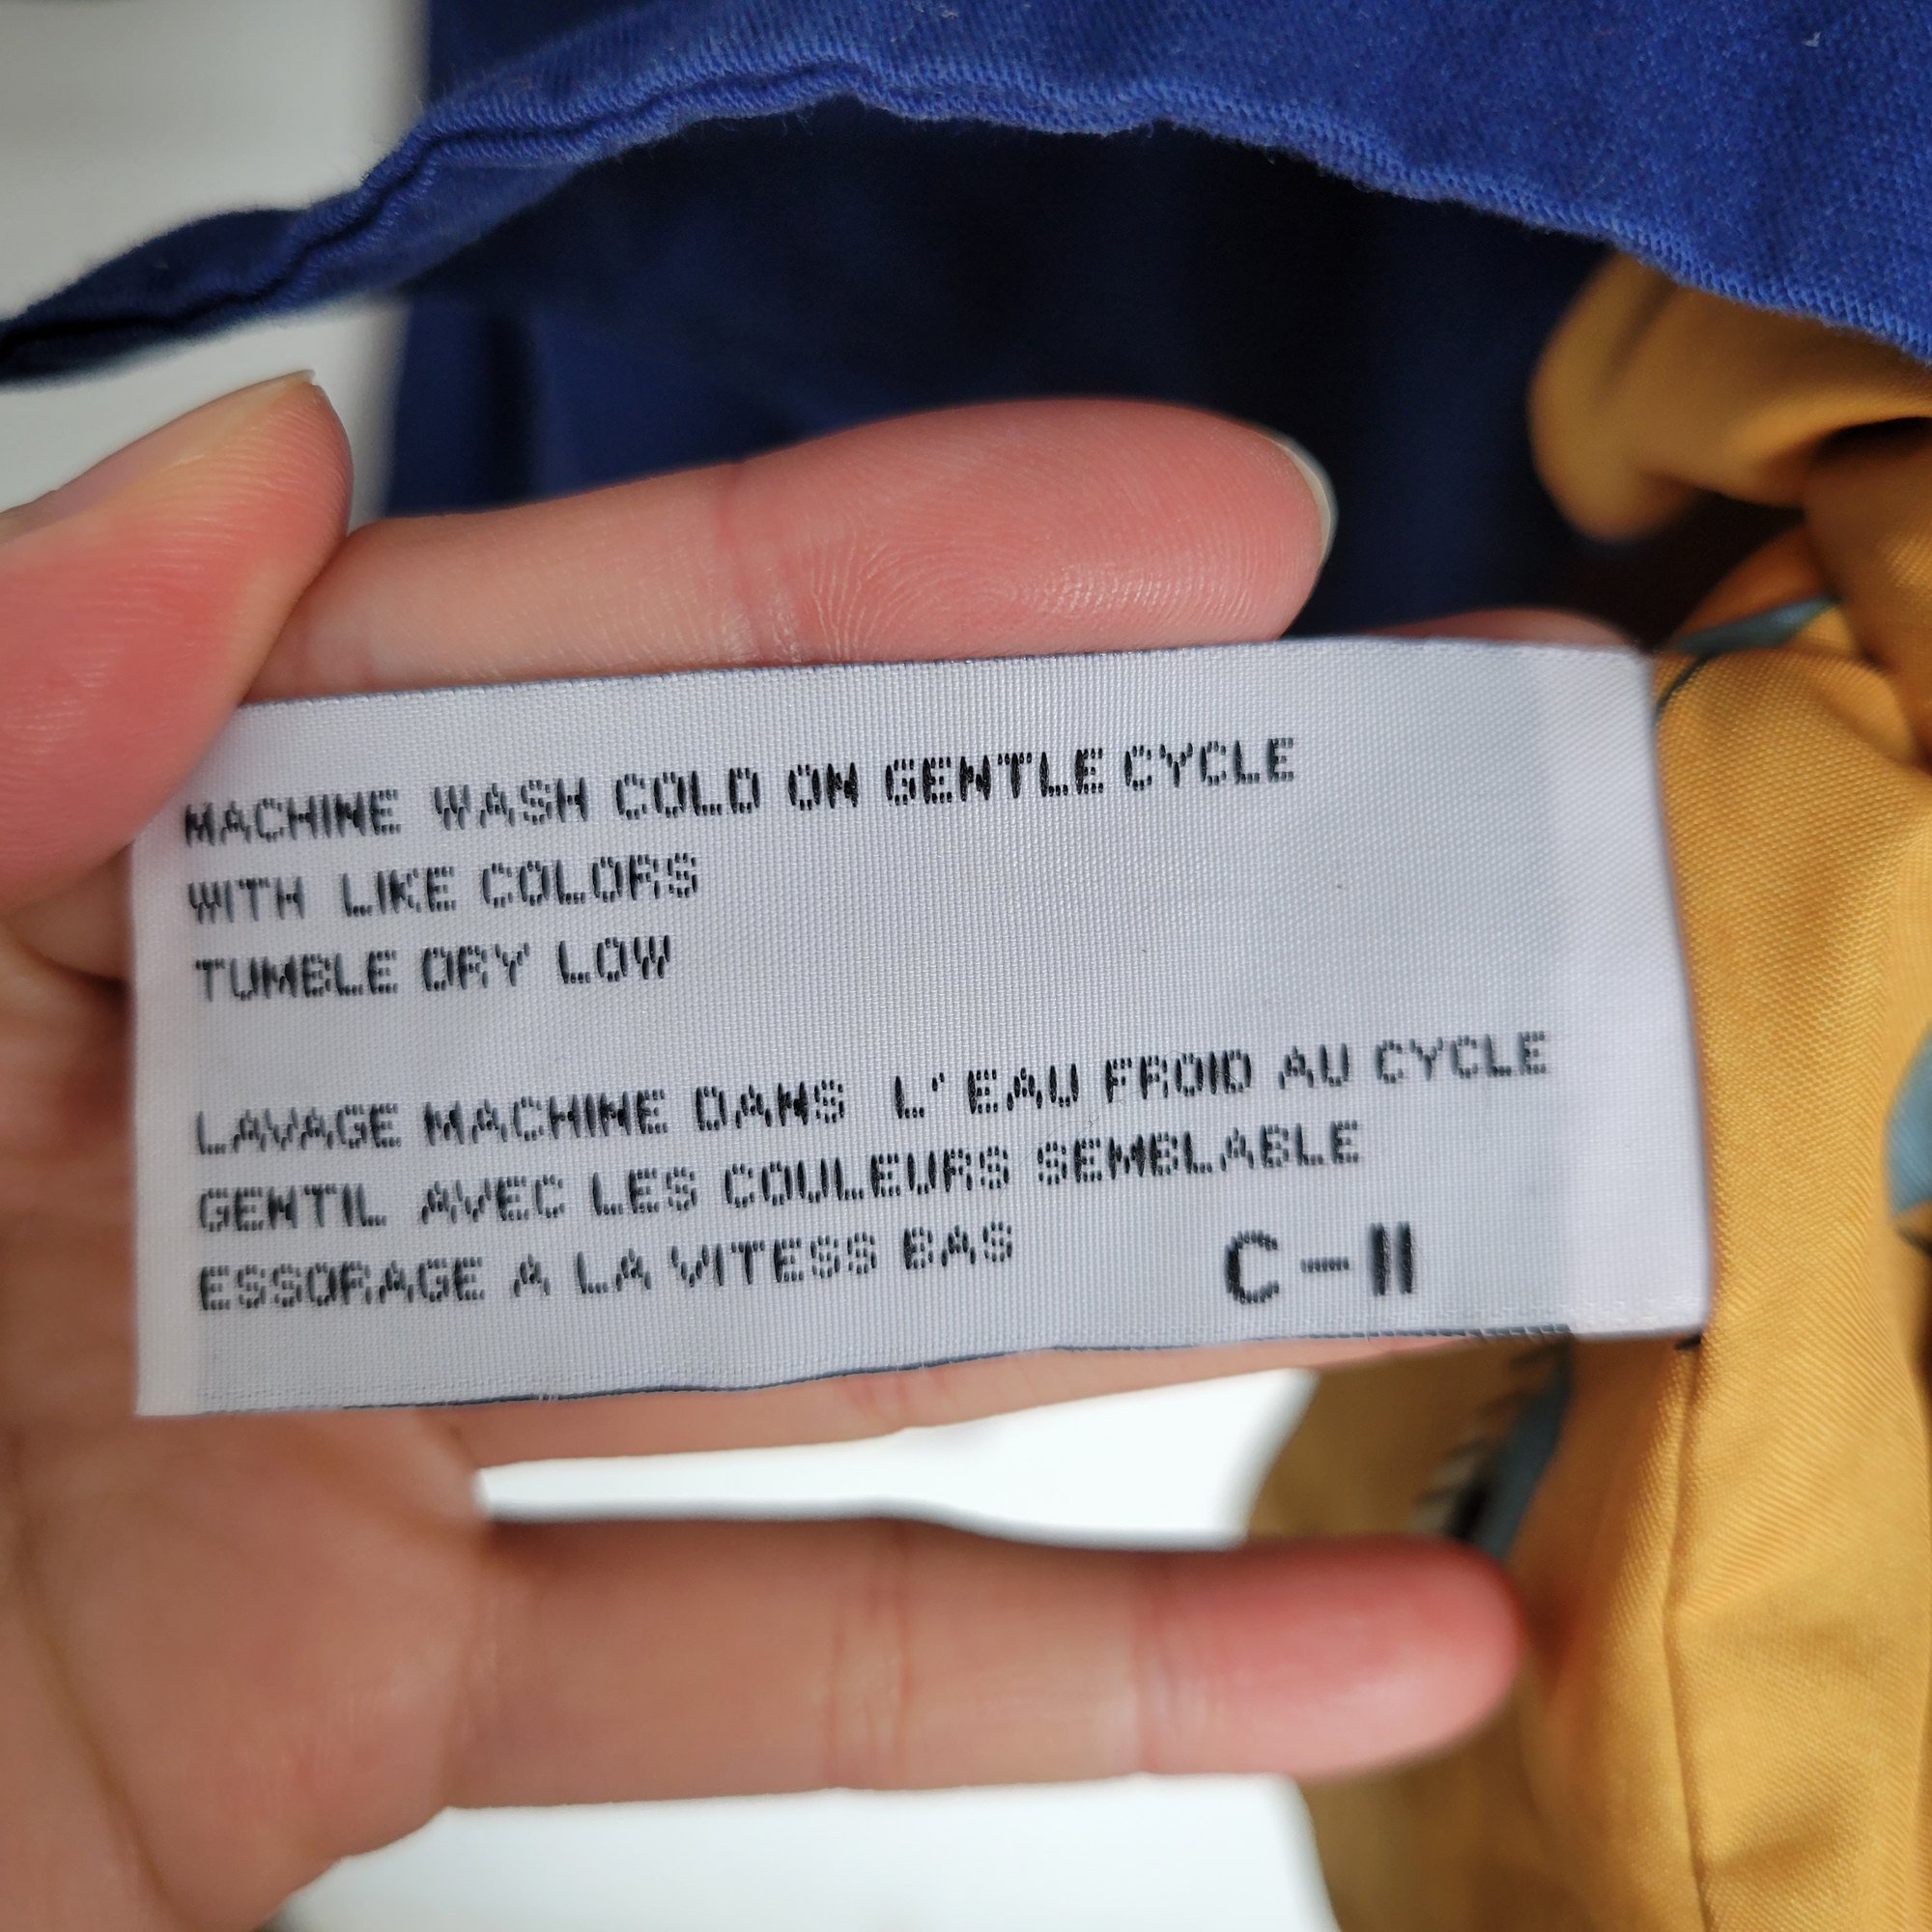 MACHINE WASH COLD ON GENTLE CYCLE
WITH LIKE COLORS
TUMBLE DRY LOW
LAVAGE MACHINE DANS L'EAU FROID AU CYCLE
GENTIL AVEC LES COULEURS SEMBLABLE
ESSORAGE A LA VITESS BAS
C-II